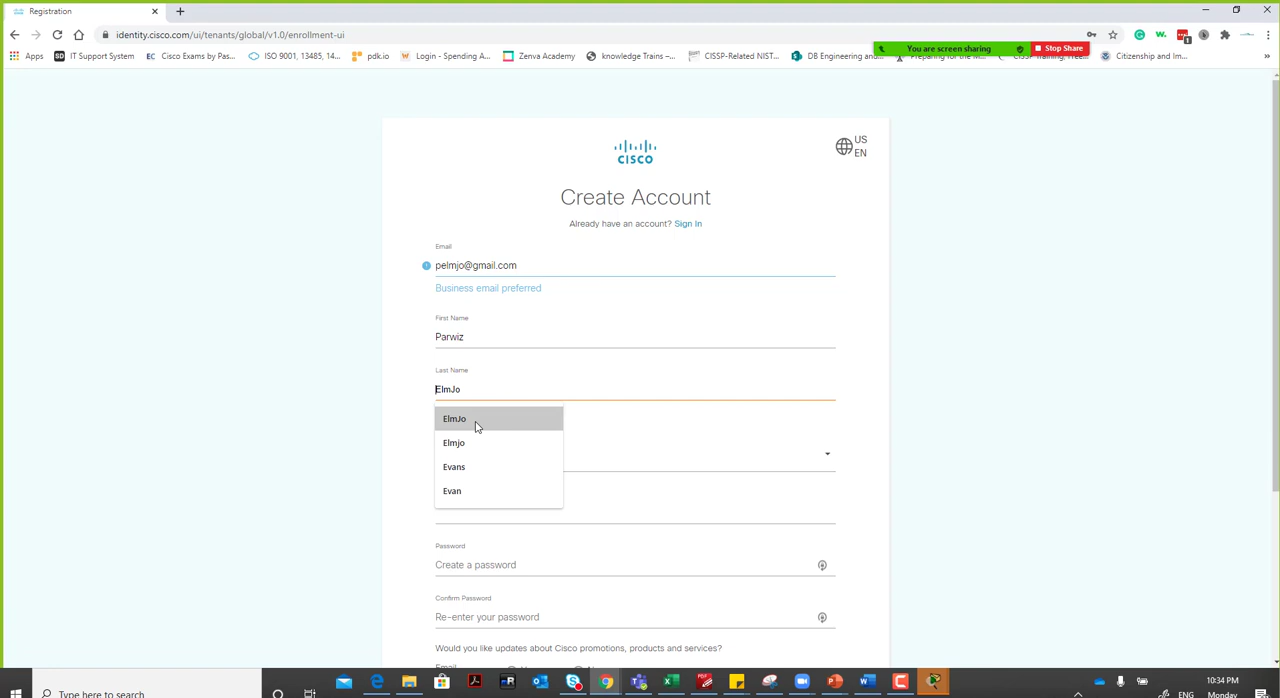 Registration
identity.cisco.com/ui/tenants/global/v1.0/enrollment-ui
Apps
IT Support System
Cisco Exams by Pas...
ISO 9001, 13485, 14...
pdk.io
Login - Spending A...
Zenva Academy
knowledge Trains –...
CISSP-Related NIST...
DB Engineering and...
You are screen sharing
Stop Share
Citizenship and Im...
CISCO
US
EN
Create Account
Already have an account? Sign In
Email
pelmjo@gmail.com
Business email preferred
First Name
Parwiz
Last Name
ElmJo
ElmJo
Elmjo
Evans
Evan
Password
Create a password
Confirm Password
Re-enter your password
Would you like updates about Cisco promotions, products and services?
Email
Type here to search
ENG
10:34 PM
Monday